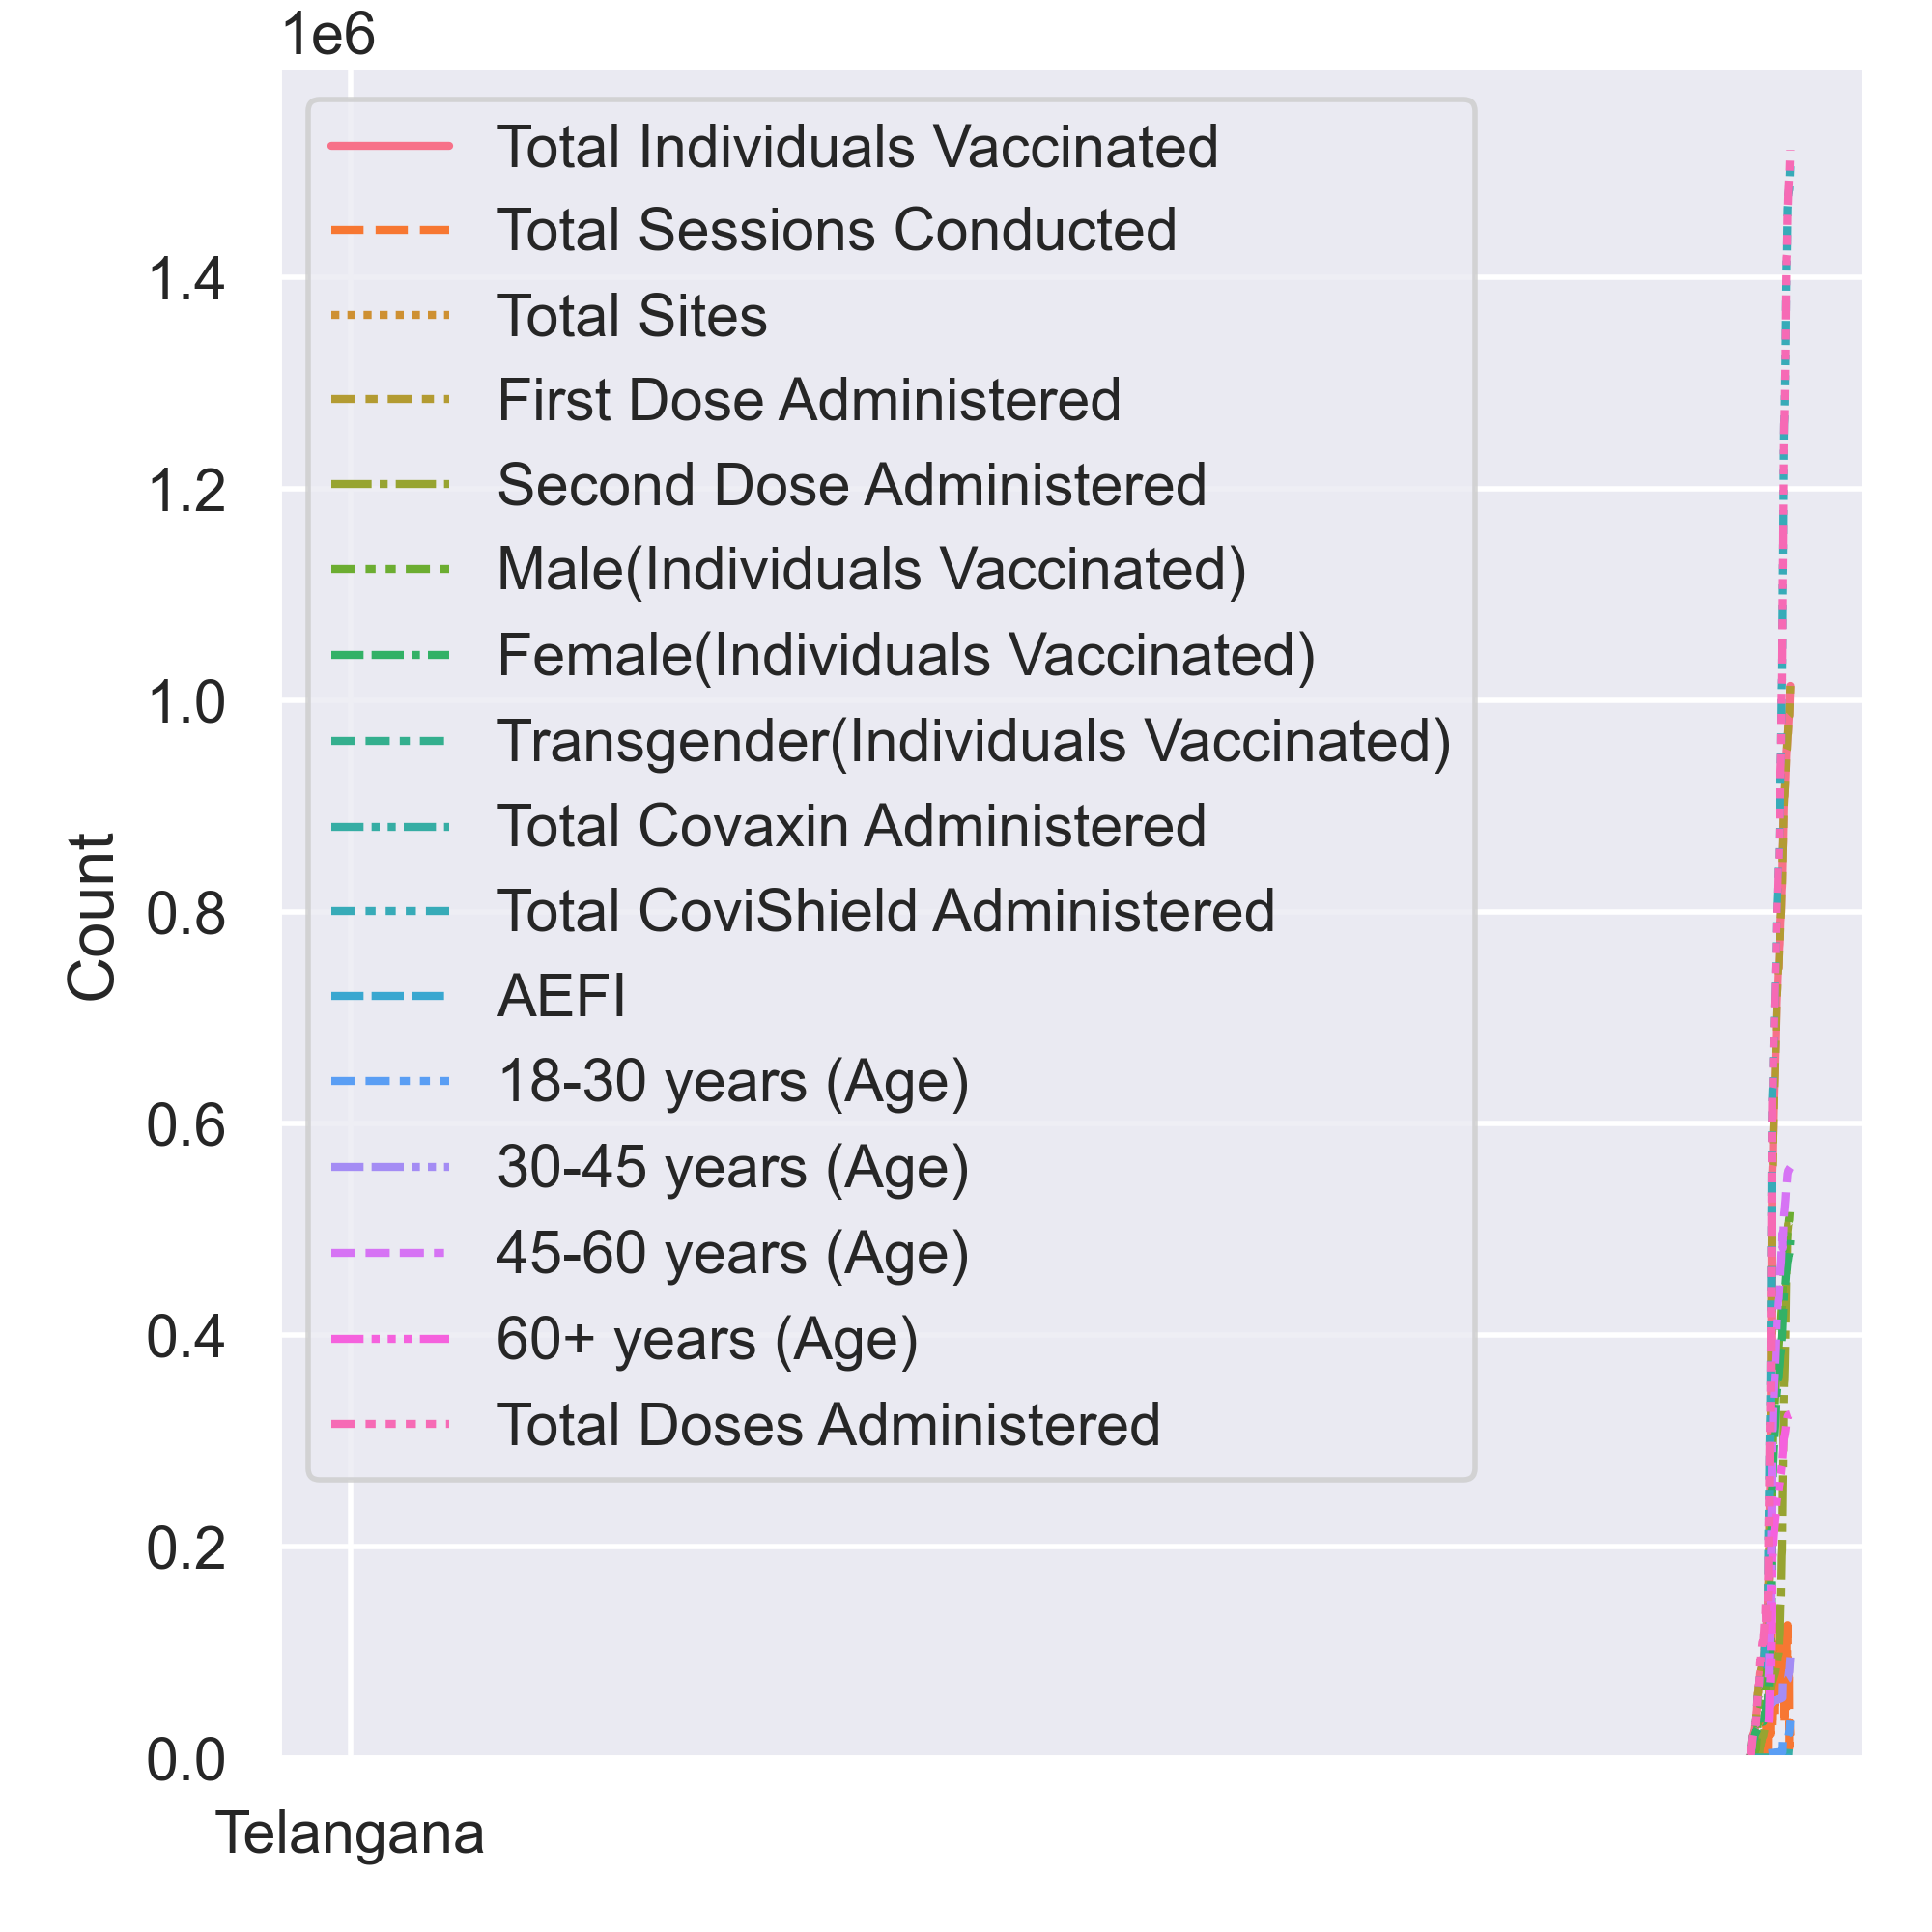 1e6
Total Individuals Vaccinated
Total Sessions Conducted
Total Sites
First Dose Administered
Second Dose Administered
Male(Individuals Vaccinated)
Female(Individuals Vaccinated)
Transgender(Individuals Vaccinated)
Total Covaxin Administered
Total CoviShield Administered
AEFI
18-30 years (Age)
30-45 years (Age)
45-60 years (Age)
60+ years (Age)
Total Doses Administered
1.4
1.2
1.0
0.8
0.6
0.4
0.2
0.0
Count
Telangana